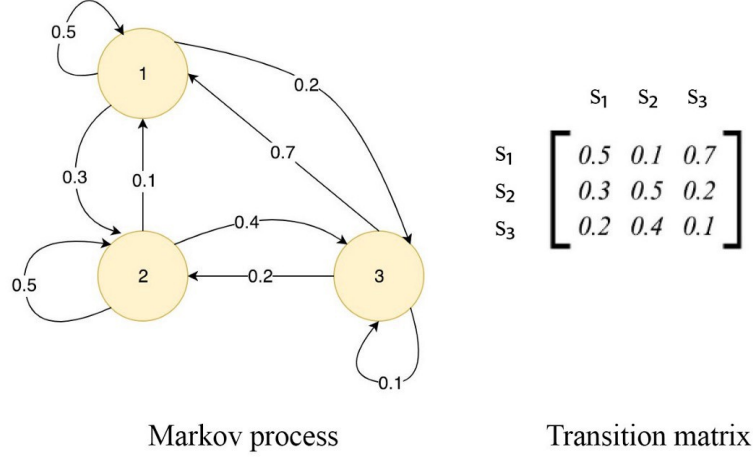 0.5
1
0.2
0.7
0.3
0.1
0.4
2
0.2
3
0.5
0.1
S₁ S₂ S₃
S₁ 0.5 0.1 0.7
S₂ 0.3 0.5 0.2
S₃ 0.2 0.4 0.1
Markov process
Transition matrix